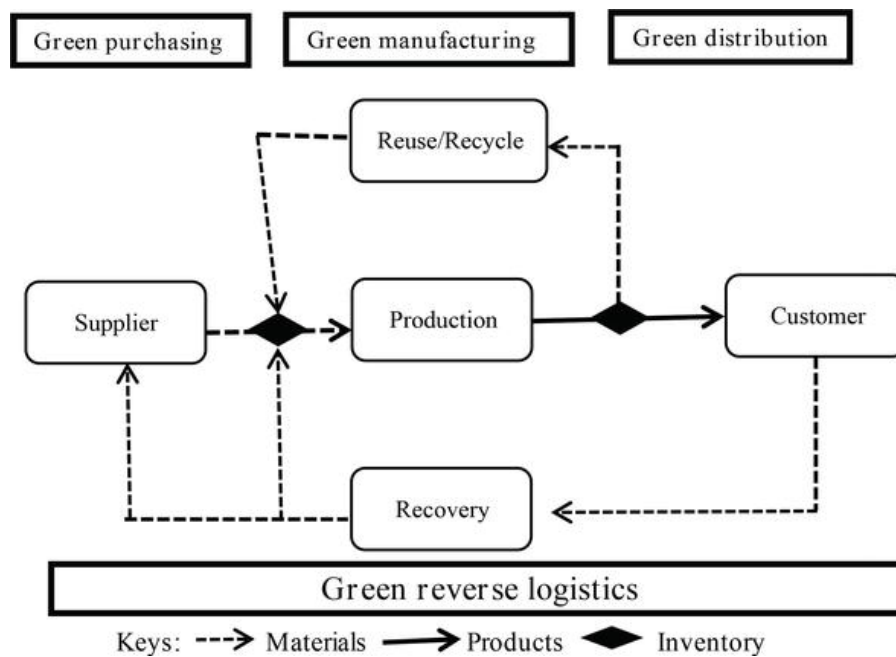 Green purchasing
Green manufacturing
Green distribution
Reuse/Recycle
Supplier
Production
Customer
Recovery
Green reverse logistics
Keys: Materials Products Inventory